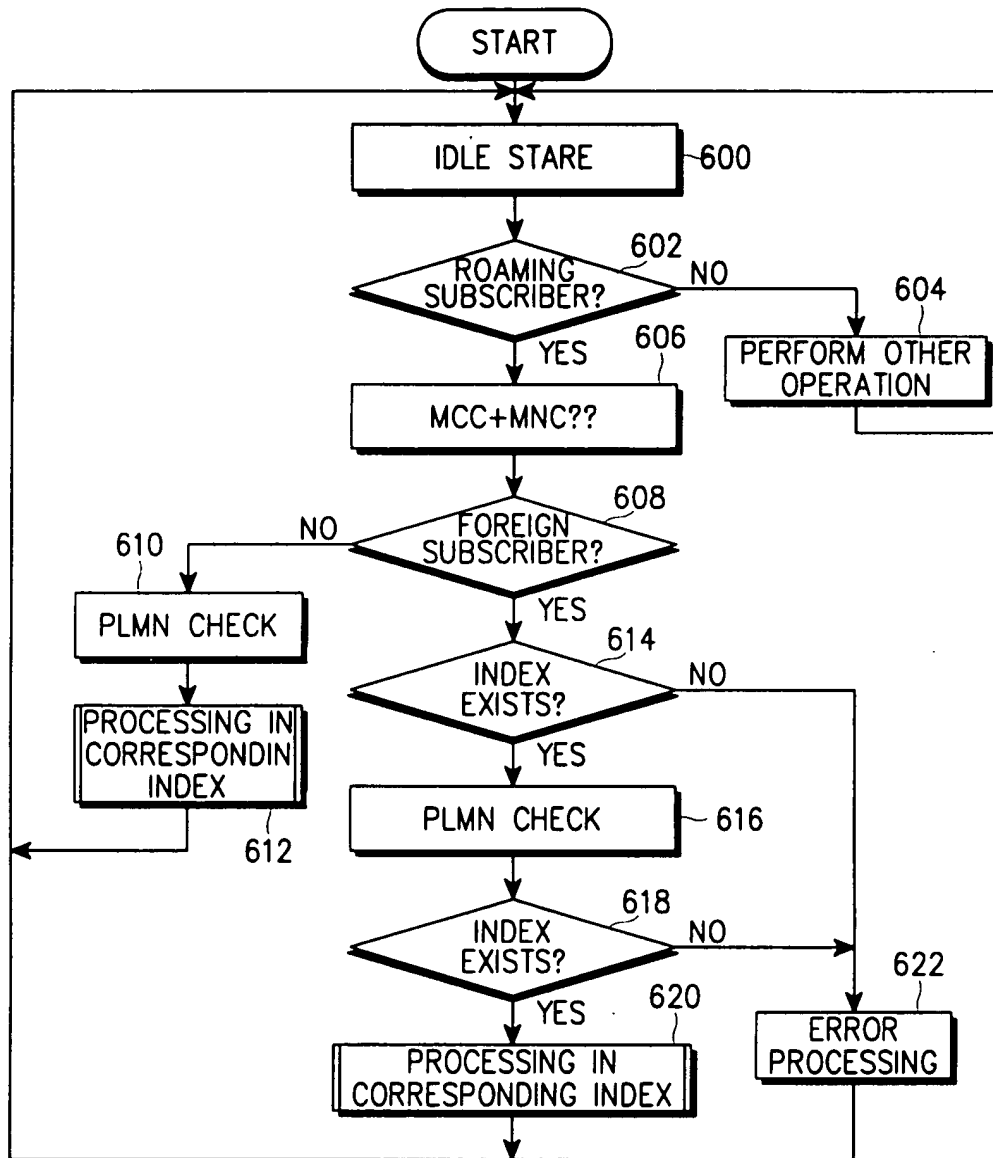 START
IDLE STARE
600
602
ROAMING
SUBSCRIBER?
NO
604
PERFORM OTHER
OPERATION
YES
606
MCC+MNC??
608
FOREIGN
SUBSCRIBER?
NO
610
PLMN CHECK
YES
614
INDEX
EXISTS?
NO
PROCESSING IN
CORRESPONDIN
INDEX
612
YES
PLMN CHECK
616
618
INDEX
EXISTS?
NO
622
ERROR
PROCESSING
YES
620
PROCESSING IN
CORRESPONDING INDEX